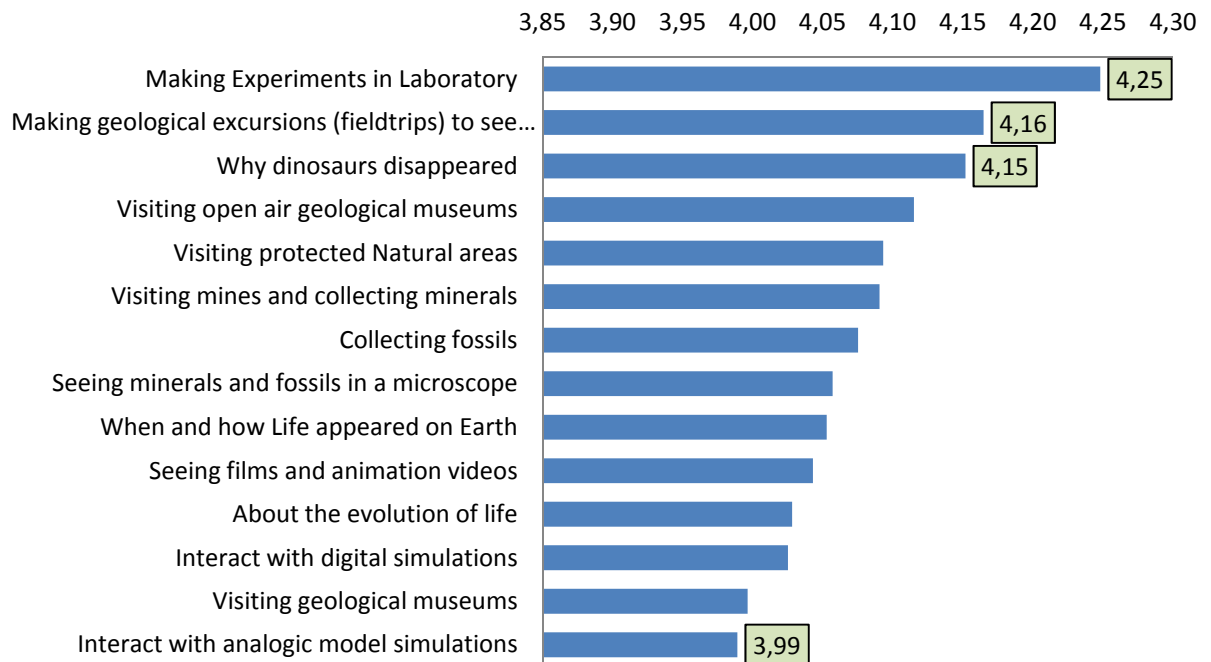 3,85 3,90 3,95 4,00 4,05 4,10 4,15 4,20 4,25 4,30
Making Experiments in Laboratory 4,25
Making geological excursions (fieldtrips) to see… 4,16
Why dinosaurs disappeared 4,15
Visiting open air geological museums
Visiting protected Natural areas
Visiting mines and collecting minerals
Collecting fossils
Seeing minerals and fossils in a microscope
When and how Life appeared on Earth
Seeing films and animation videos
About the evolution of life
Interact with digital simulations
Visiting geological museums
Interact with analogic model simulations 3,99